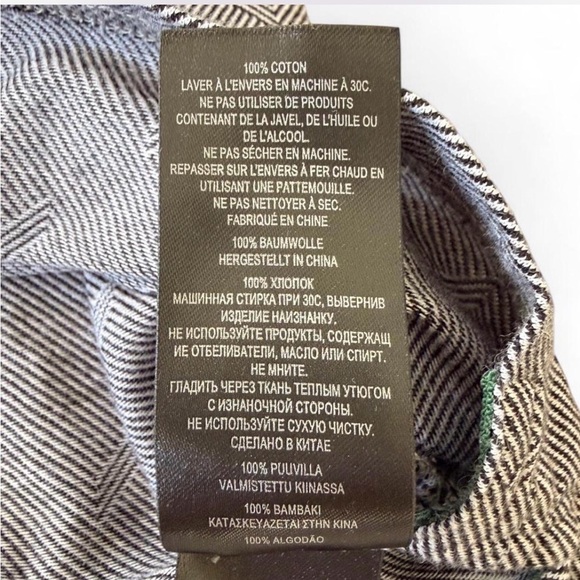 100% COTON
LAVER À L'ENVERS EN MACHINE À 30C.
NE PAS UTILISER DE PRODUITS
CONTENANT DE LA JAVEL, DE L'HUILE OU
DE L'ALCOOL.
NE PAS SÉCHER EN MACHINE.
REPASSER SUR L'ENVERS À FER CHAUD EN
UTILISANT UNE PATTEMOUILLE.
NE PAS NETTOYER À SEC.
FABRIQUÉ EN CHINE
100% BAUMWOLLE
HERGESTELLT IN CHINA
100% ХЛОПОК
МАШИННАЯ СТИРКА ПРИ 30С, ВЫВЕРНИВ
ИЗДЕЛИЕ НАИЗНАНКУ.
НЕ ИСПОЛЬЗУЙТЕ ПРОДУКТЫ, СОДЕРЖАЩ
ИЕ ОТБЕЛИВАТЕЛИ, МАСЛО ИЛИ СПИРТ.
НЕ МНИТЕ.
ГЛАДИТЬ ЧЕРЕЗ ТКАНЬ ТЕПЛЫМ УТЮГОМ
С ИЗНАНОЧНОЙ СТОРОНЫ.
НЕ ИСПОЛЬЗУЮ СУХУЮ ЧИСТКУ.
СДЕЛАНО В КИТАЕ
100% PUUVILLA
VALMISTETTU KIINASSA
100% BAMBAKI
ΚΑΤΑΣΚΕΥΑΖΕΤΑΙ ΣΤΗΝ ΚΙΝΑ
100% ALGODÃO